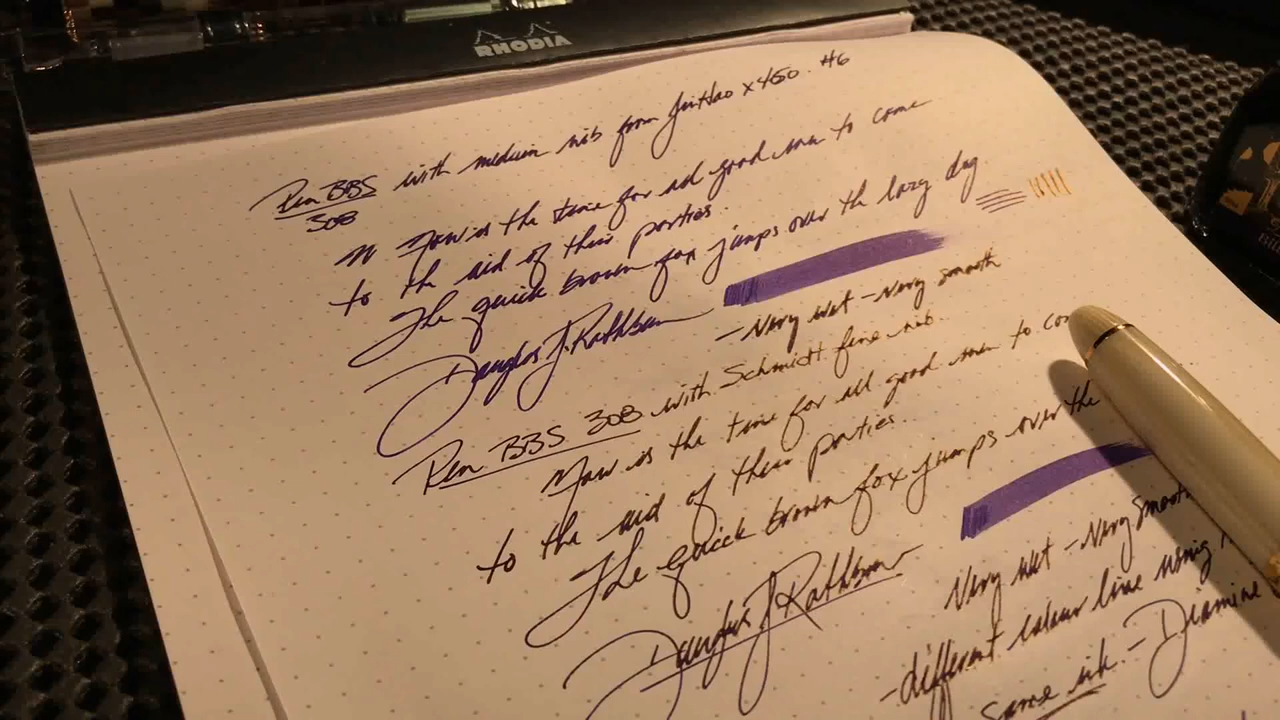 RHODIA
Pen BBS with medium nib from JinHao x450. #6
308
N Now is the time for all good men to come
to the aid of their parties.
The quick brown fox jumps over the lazy dog
Douglas J. Rathbun
- Very wet - Very smooth
Pen BBS 308 with Schmidt fine nib.
Now is the time for all good men to co
to the aid of their parties.
The quick brown fox jumps over the
Douglas J Rathbun
Very wet - Very smooth
- different colour line using
same ink. - Diamine